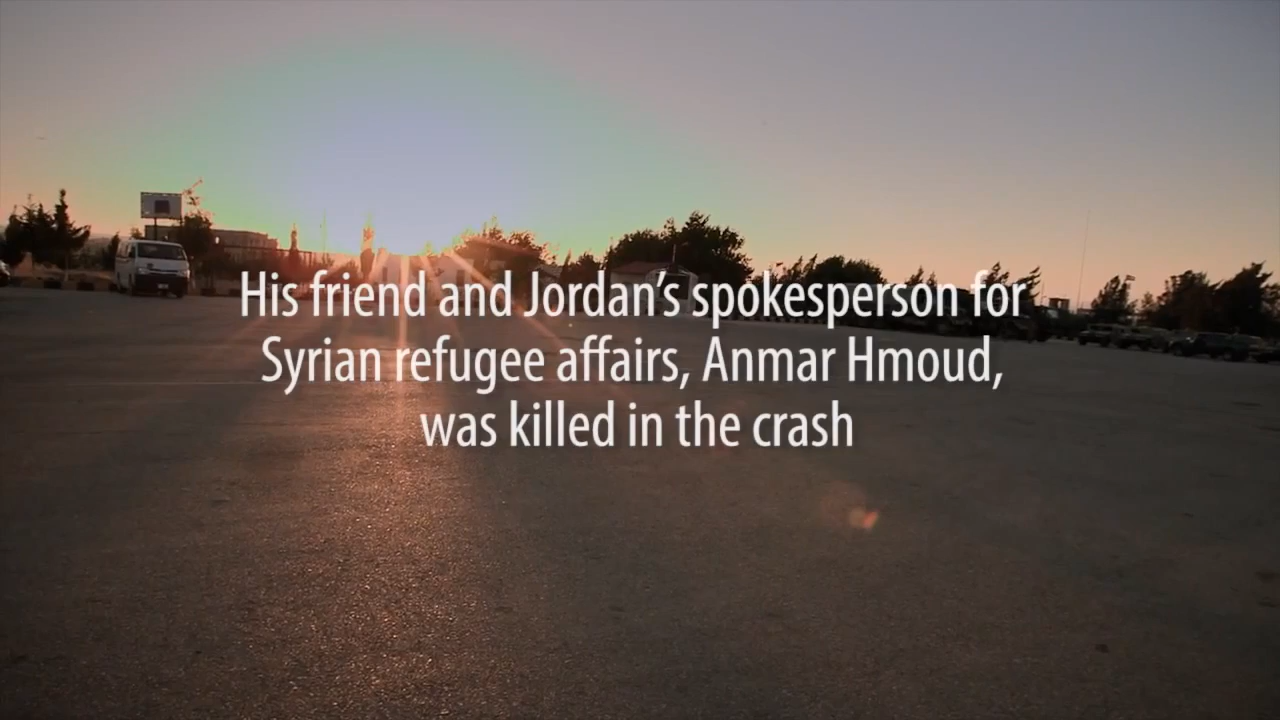 His friend and Jordan’s spokesperson for
Syrian refugee affairs, Anmar Hmoud,
was killed in the crash